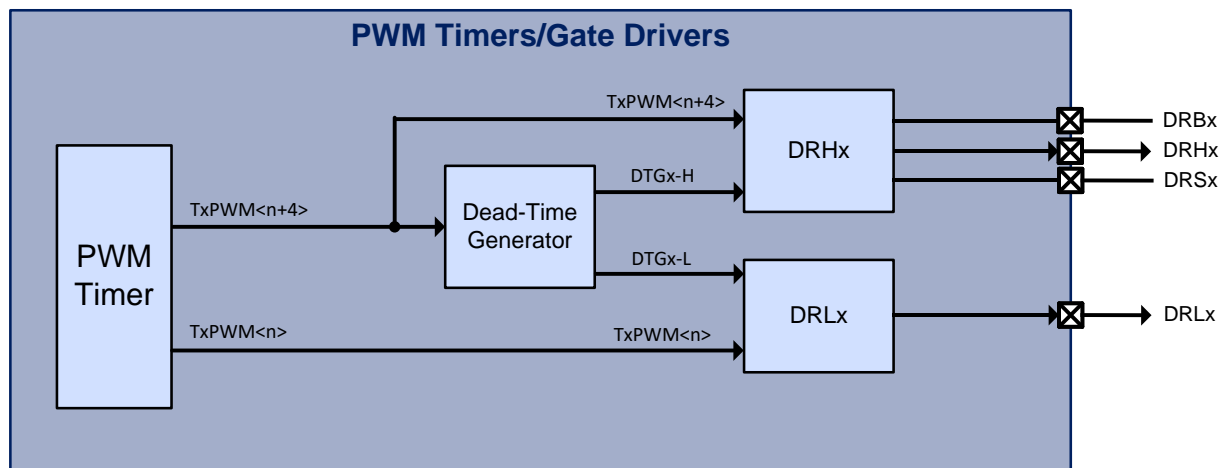 PWM Timers/Gate Drivers
TxPWM<n+4>
DRHx
DRBx
DRHx
DRSx
DTGx-H
TxPWM<n+4>
Dead-Time
Generator
PWM
Timer
DTGx-L
DRLx
DRLx
TxPWM<n>
TxPWM<n>